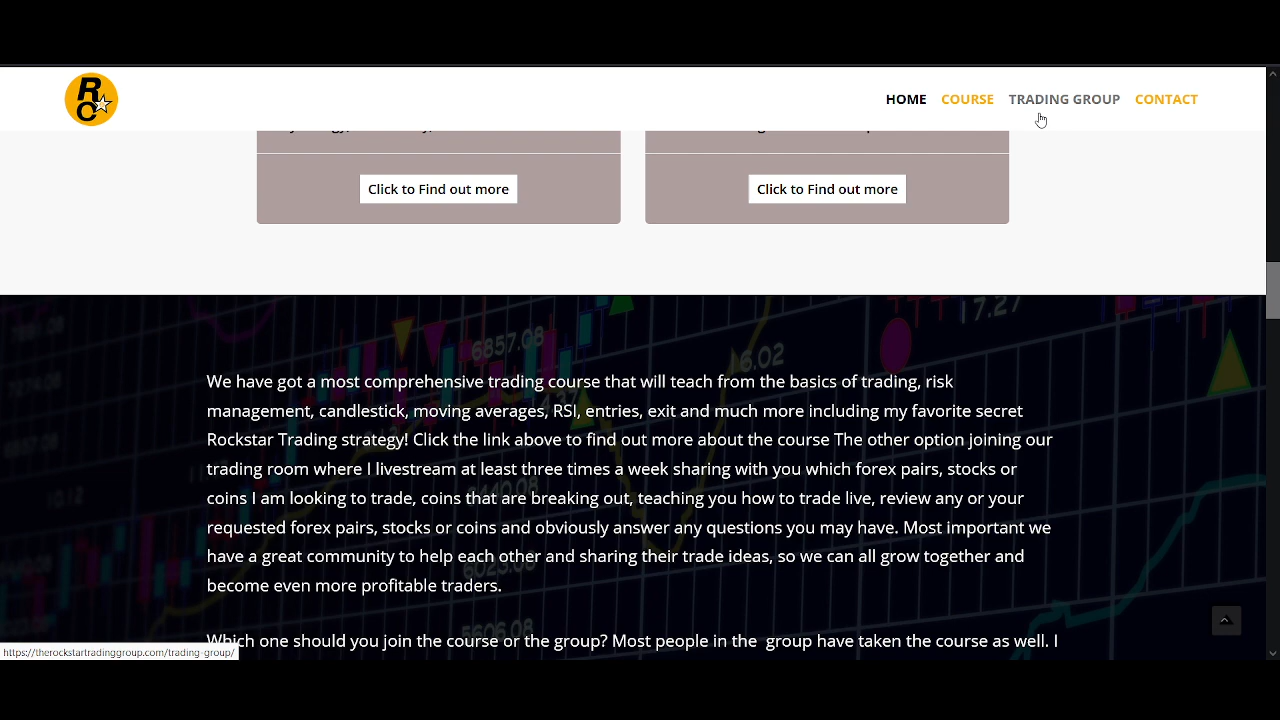 R
C
HOME COURSE TRADING GROUP CONTACT
Click to Find out more
Click to Find out more
6857.08
17.27
16.02
We have got a most comprehensive trading course that will teach from the basics of trading, risk
management, candlestick, moving averages, RSI, entries, exit and much more including my favorite secret
Rockstar Trading strategy! Click the link above to find out more about the course The other option joining our
trading room where I livestream at least three times a week sharing with you which forex pairs, stocks or
coins I am looking to trade, coins that are breaking out, teaching you how to trade live, review any or your
requested forex pairs, stocks or coins and obviously answer any questions you may have. Most important we
have a great community to help each other and sharing their trade ideas, so we can all grow together and
become even more profitable traders.
5606.08
Which one should you join the course or the group? Most people in the group have taken the course as well. I
https://therockstartradinggroup.com/trading-group/